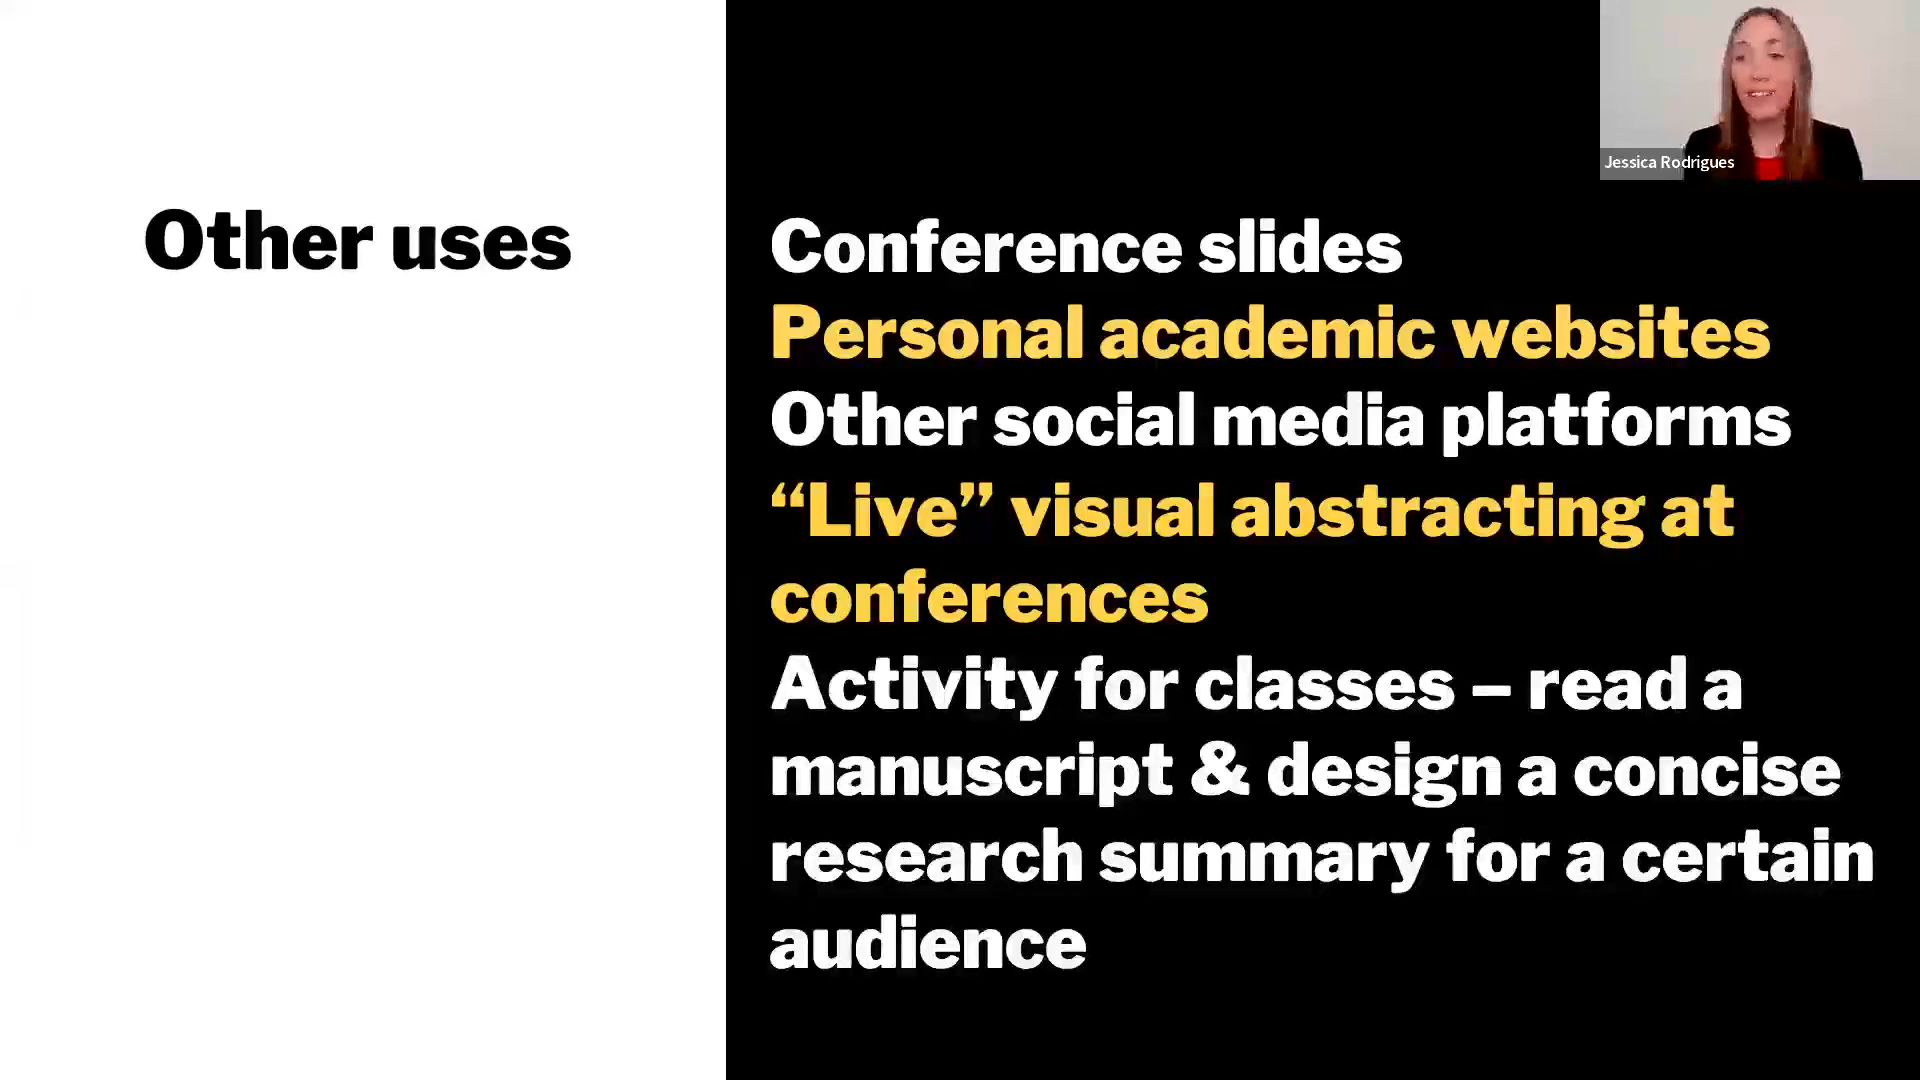 Jessica Rodrigues
Other uses
Conference slides
Personal academic websites
Other social media platforms
“Live” visual abstracting at
conferences
Activity for classes – read a
manuscript & design a concise
research summary for a certain
audience